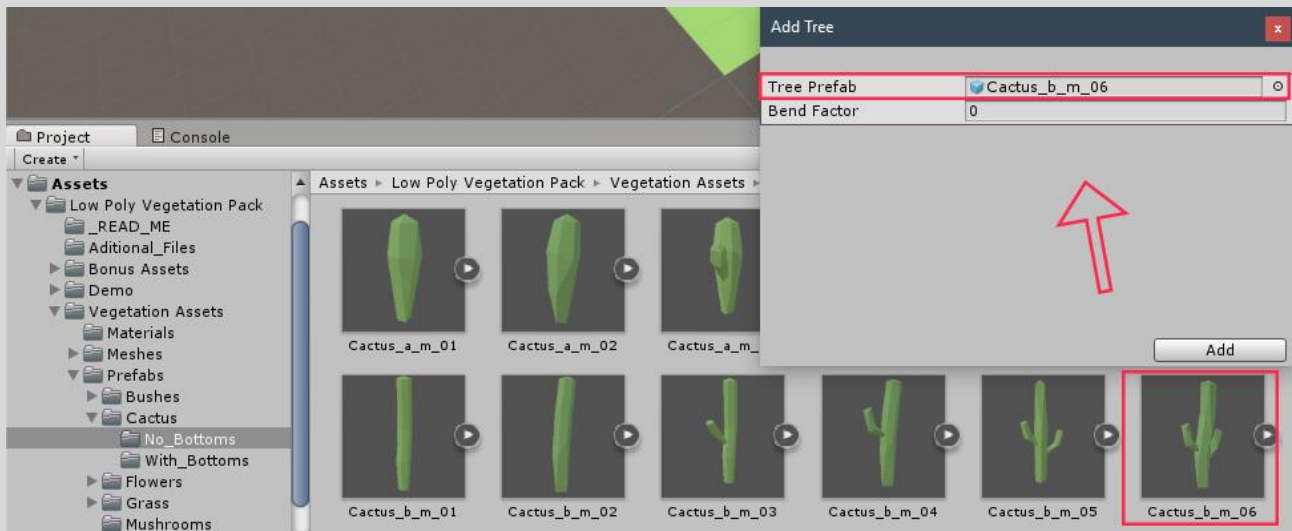 Add Tree
x
Tree Prefab Cactus_b_m_06
Bend Factor 0
Add
Project Console
Create
Assets
Low Poly Vegetation Pack
_READ_ME
Aditional_Files
Bonus Assets
Demo
Vegetation Assets
Materials
Meshes
Prefabs
Bushes
Cactus
No_Bottoms
With_Bottoms
Flowers
Grass
Mushrooms
Assets ▸ Low Poly Vegetation Pack ▸ Vegetation Assets ▸
Cactus_a_m_01 Cactus_a_m_02 Cactus_a_m_
Cactus_b_m_01 Cactus_b_m_02 Cactus_b_m_03 Cactus_b_m_04 Cactus_b_m_05 Cactus_b_m_06